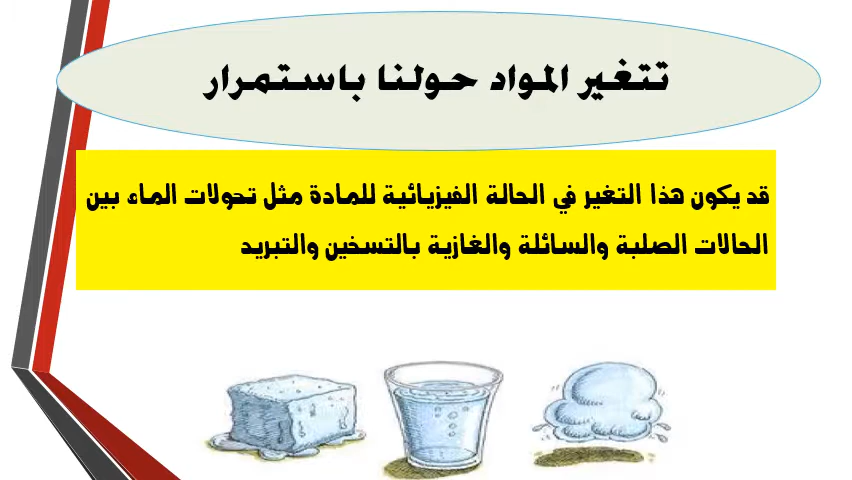 تتغير المواد حولنا باستمرار
قد يكون هذا التغير في الحالة الفيزيائية للمادة مثل تحولات الماء بين
الحالات الصلبة والسائلة والغازية بالتسخين والتبريد